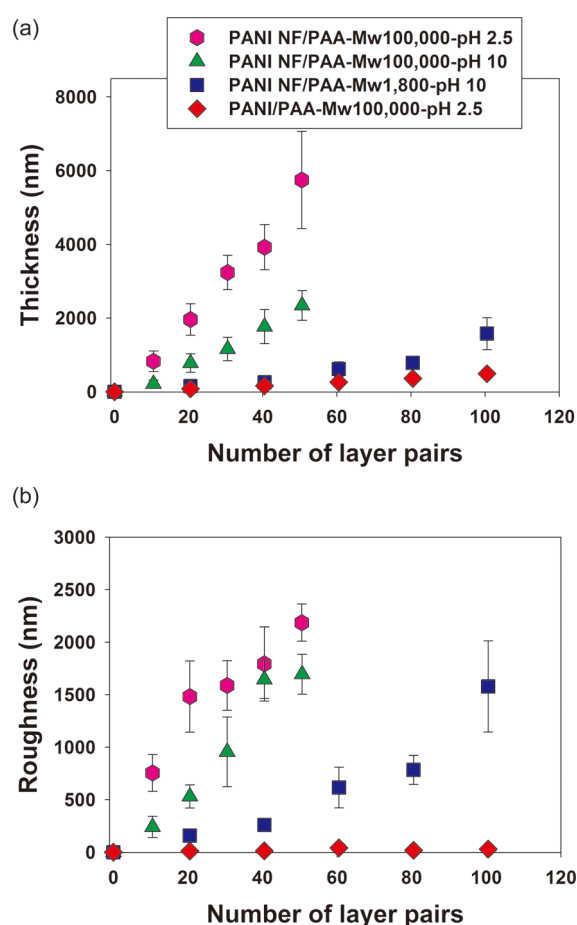 (a)
PANI NF/PAA-Mw100,000-pH 2.5
PANI NF/PAA-Mw100,000-pH 10
PANI NF/PAA-Mw1,800-pH 10
PANI/PAA-Mw100,000-pH 2.5
Thickness (nm)
8000
6000
4000
2000
0
0 20 40 60 80 100 120
Number of layer pairs
(b)
Roughness (nm)
3000
2500
2000
1500
1000
500
0
0 20 40 60 80 100 120
Number of layer pairs